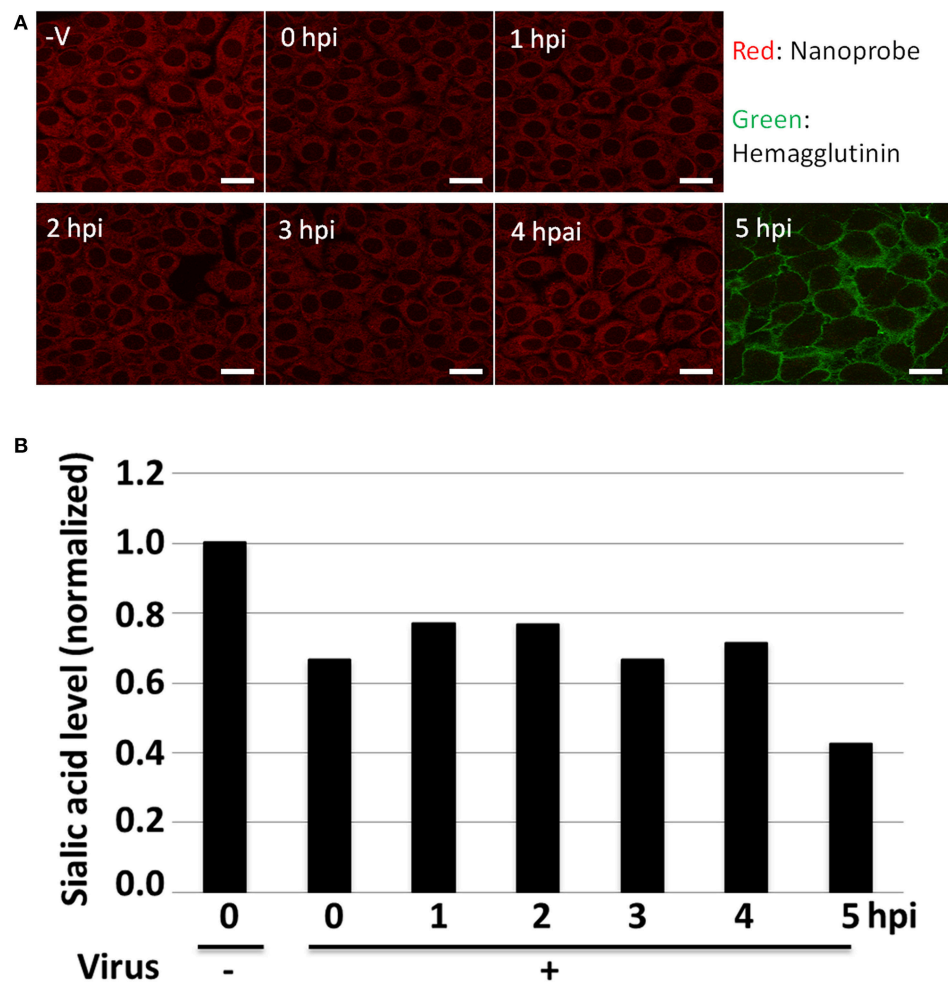 A
-V
0 hpi
1 hpi
Red: Nanoprobe
Green:
Hemagglutinin
2 hpi
3 hpi
4 hpai
5 hpi
B
Sialic acid level (normalized)
1.2
1.0
0.8
0.6
0.4
0.2
0.0
0 0 1 2 3 4 5 hpi
Virus - +